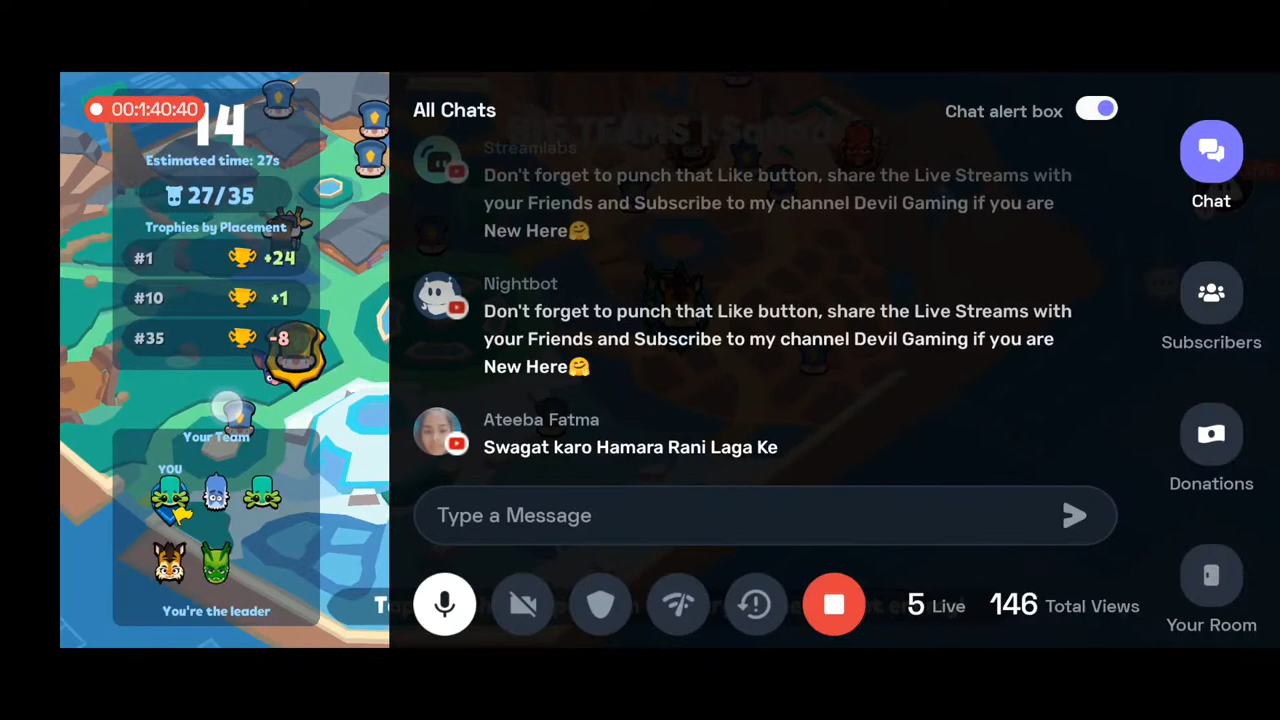 00:1:40:40
14
Estimated time: 27s
27/35
Trophies by Placement
#1 +24
#10 +1
#35 -8
Your Team
YOU
You're the leader
All Chats
Chat alert box
Streamlabs
Don't forget to punch that Like button, share the Live Streams with
your Friends and Subscribe to my channel Devil Gaming if you are
New Here🤗
Nightbot
Don't forget to punch that Like button, share the Live Streams with
your Friends and Subscribe to my channel Devil Gaming if you are
New Here🤗
Ateeba Fatma
Swagat karo Hamara Rani Laga Ke
Type a Message
5 Live 146 Total Views
Chat
Subscribers
Donations
Your Room